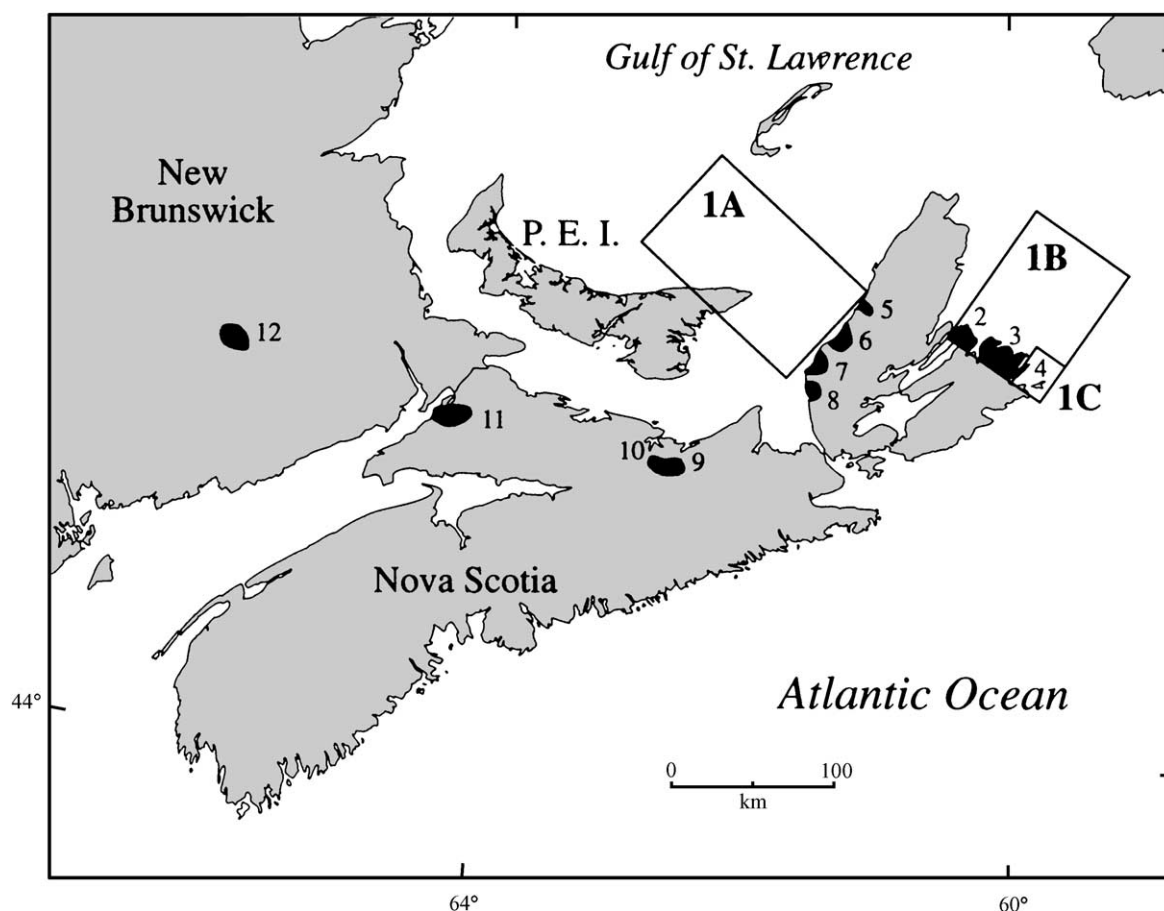 Gulf of St. Lawrence
New
Brunswick
P. E. I.
1A
1B
5
2
6
3
12
7
4
8
1C
11
10
9
Nova Scotia
44°
Atlantic Ocean
0
100
km
64°
60°